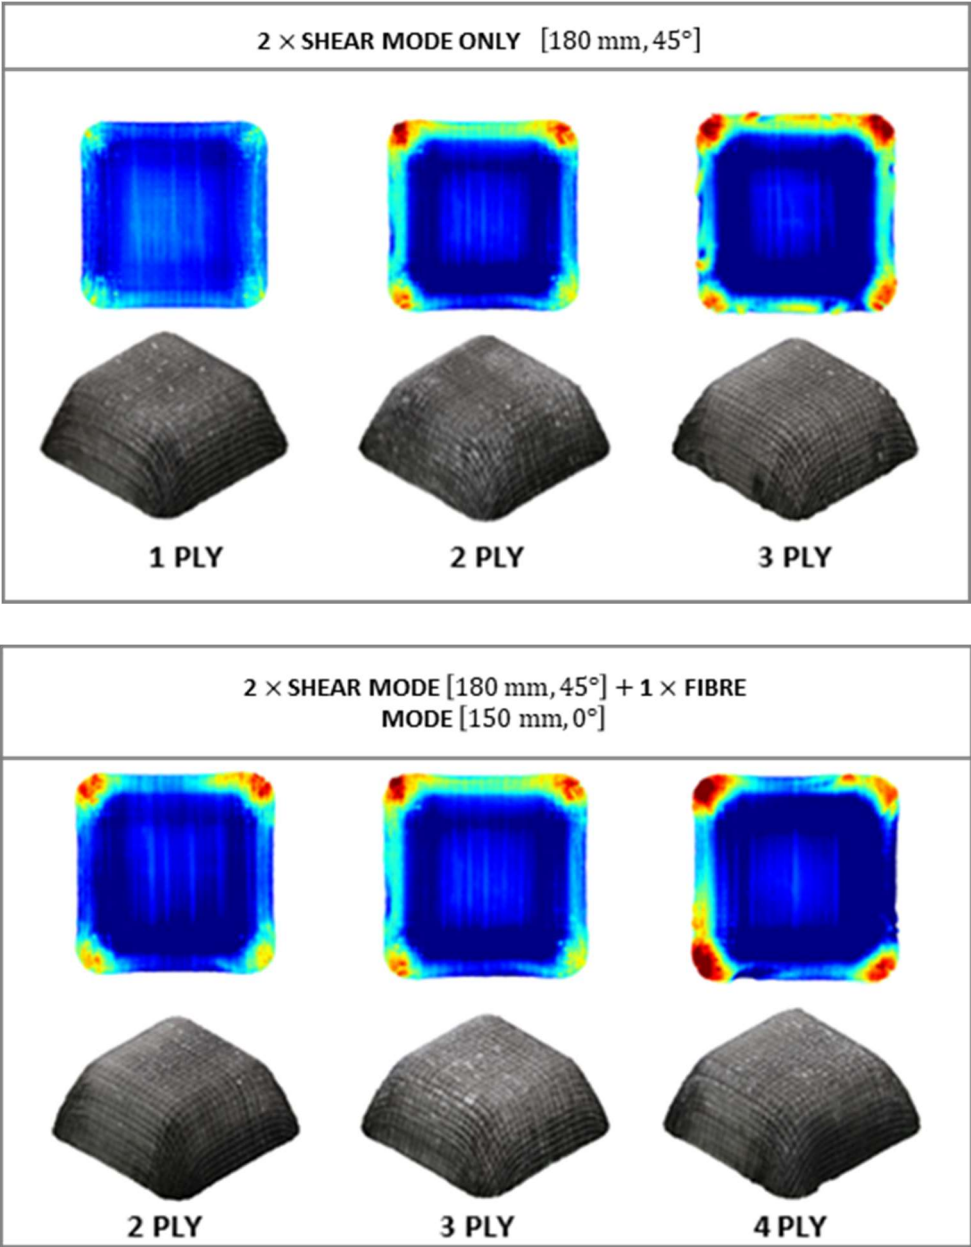 2 × SHEAR MODE ONLY [180 mm, 45°]
1 PLY 2 PLY 3 PLY
2 × SHEAR MODE [180 mm, 45°] + 1 × FIBRE
MODE [150 mm, 0°]
2 PLY 3 PLY 4 PLY